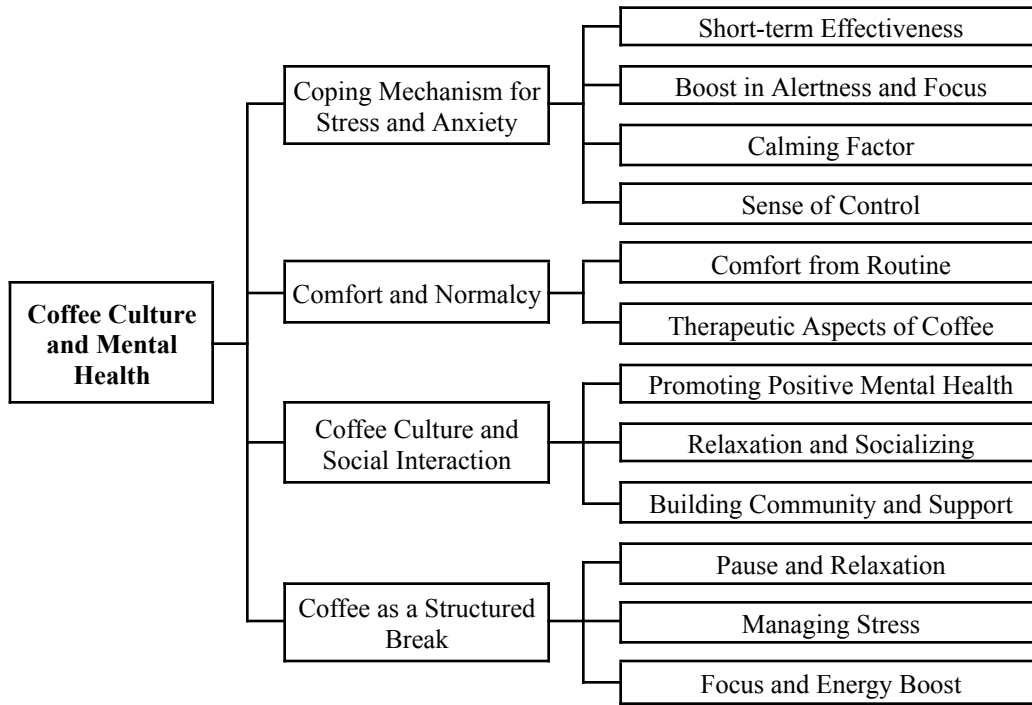 Coffee Culture
and Mental
Health
Coping Mechanism for
Stress and Anxiety
Short-term Effectiveness
Boost in Alertness and Focus
Calming Factor
Sense of Control
Comfort and Normalcy
Comfort from Routine
Therapeutic Aspects of Coffee
Coffee Culture and
Social Interaction
Promoting Positive Mental Health
Relaxation and Socializing
Building Community and Support
Coffee as a Structured
Break
Pause and Relaxation
Managing Stress
Focus and Energy Boost